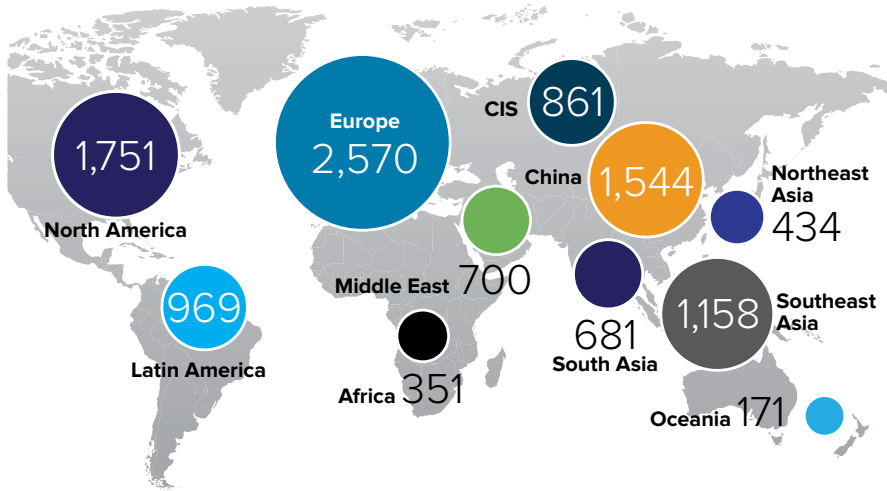 1,751
North America
Europe
2,570
CIS
861
China
1,544
Northeast
Asia
434
Middle East 700
969
Latin America
Africa 351
681
South Asia
1,158
Southeast
Asia
Oceania 171